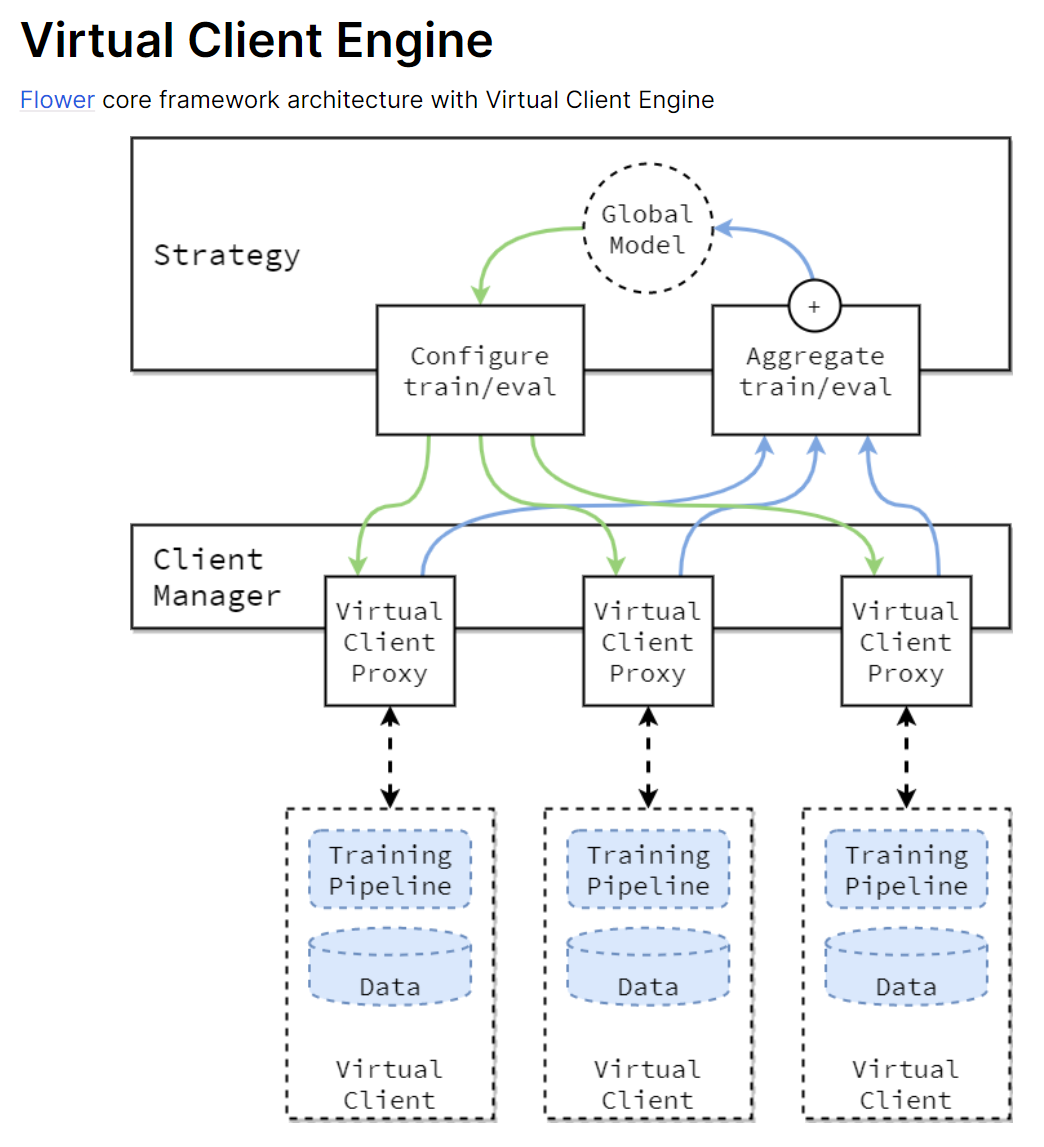 Virtual Client Engine
Flower core framework architecture with Virtual Client Engine
Global
Model
Strategy
+
Configure
train/eval
Aggregate
train/eval
Client
Manager
Virtual
Client
Proxy
Virtual
Client
Proxy
Virtual
Client
Proxy
Training
Pipeline
Data
Virtual
Client
Training
Pipeline
Data
Virtual
Client
Training
Pipeline
Data
Virtual
Client